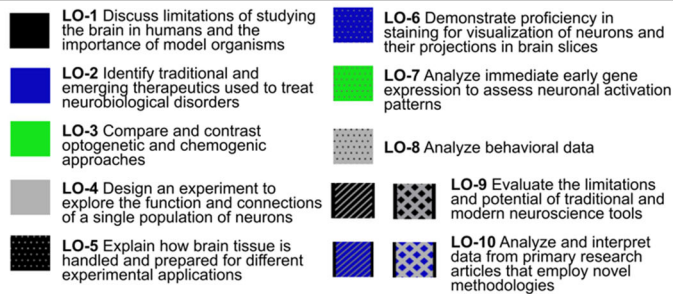 LO-1 Discuss limitations of studying
the brain in humans and the
importance of model organisms
LO-2 Identify traditional and
emerging therapeutics used to treat
neurobiological disorders
LO-3 Compare and contrast
optogenetic and chemogenic
approaches
LO-4 Design an experiment to
explore the function and connections
of a single population of neurons
LO-5 Explain how brain tissue is
handled and prepared for different
experimental applications
LO-6 Demonstrate proficiency in
staining for visualization of neurons and
their projections in brain slices
LO-7 Analyze immediate early gene
expression to assess neuronal activation
patterns
LO-8 Analyze behavioral data
LO-9 Evaluate the limitations
and potential of traditional and
modern neuroscience tools
LO-10 Analyze and interpret
data from primary research
articles that employ novel
methodologies